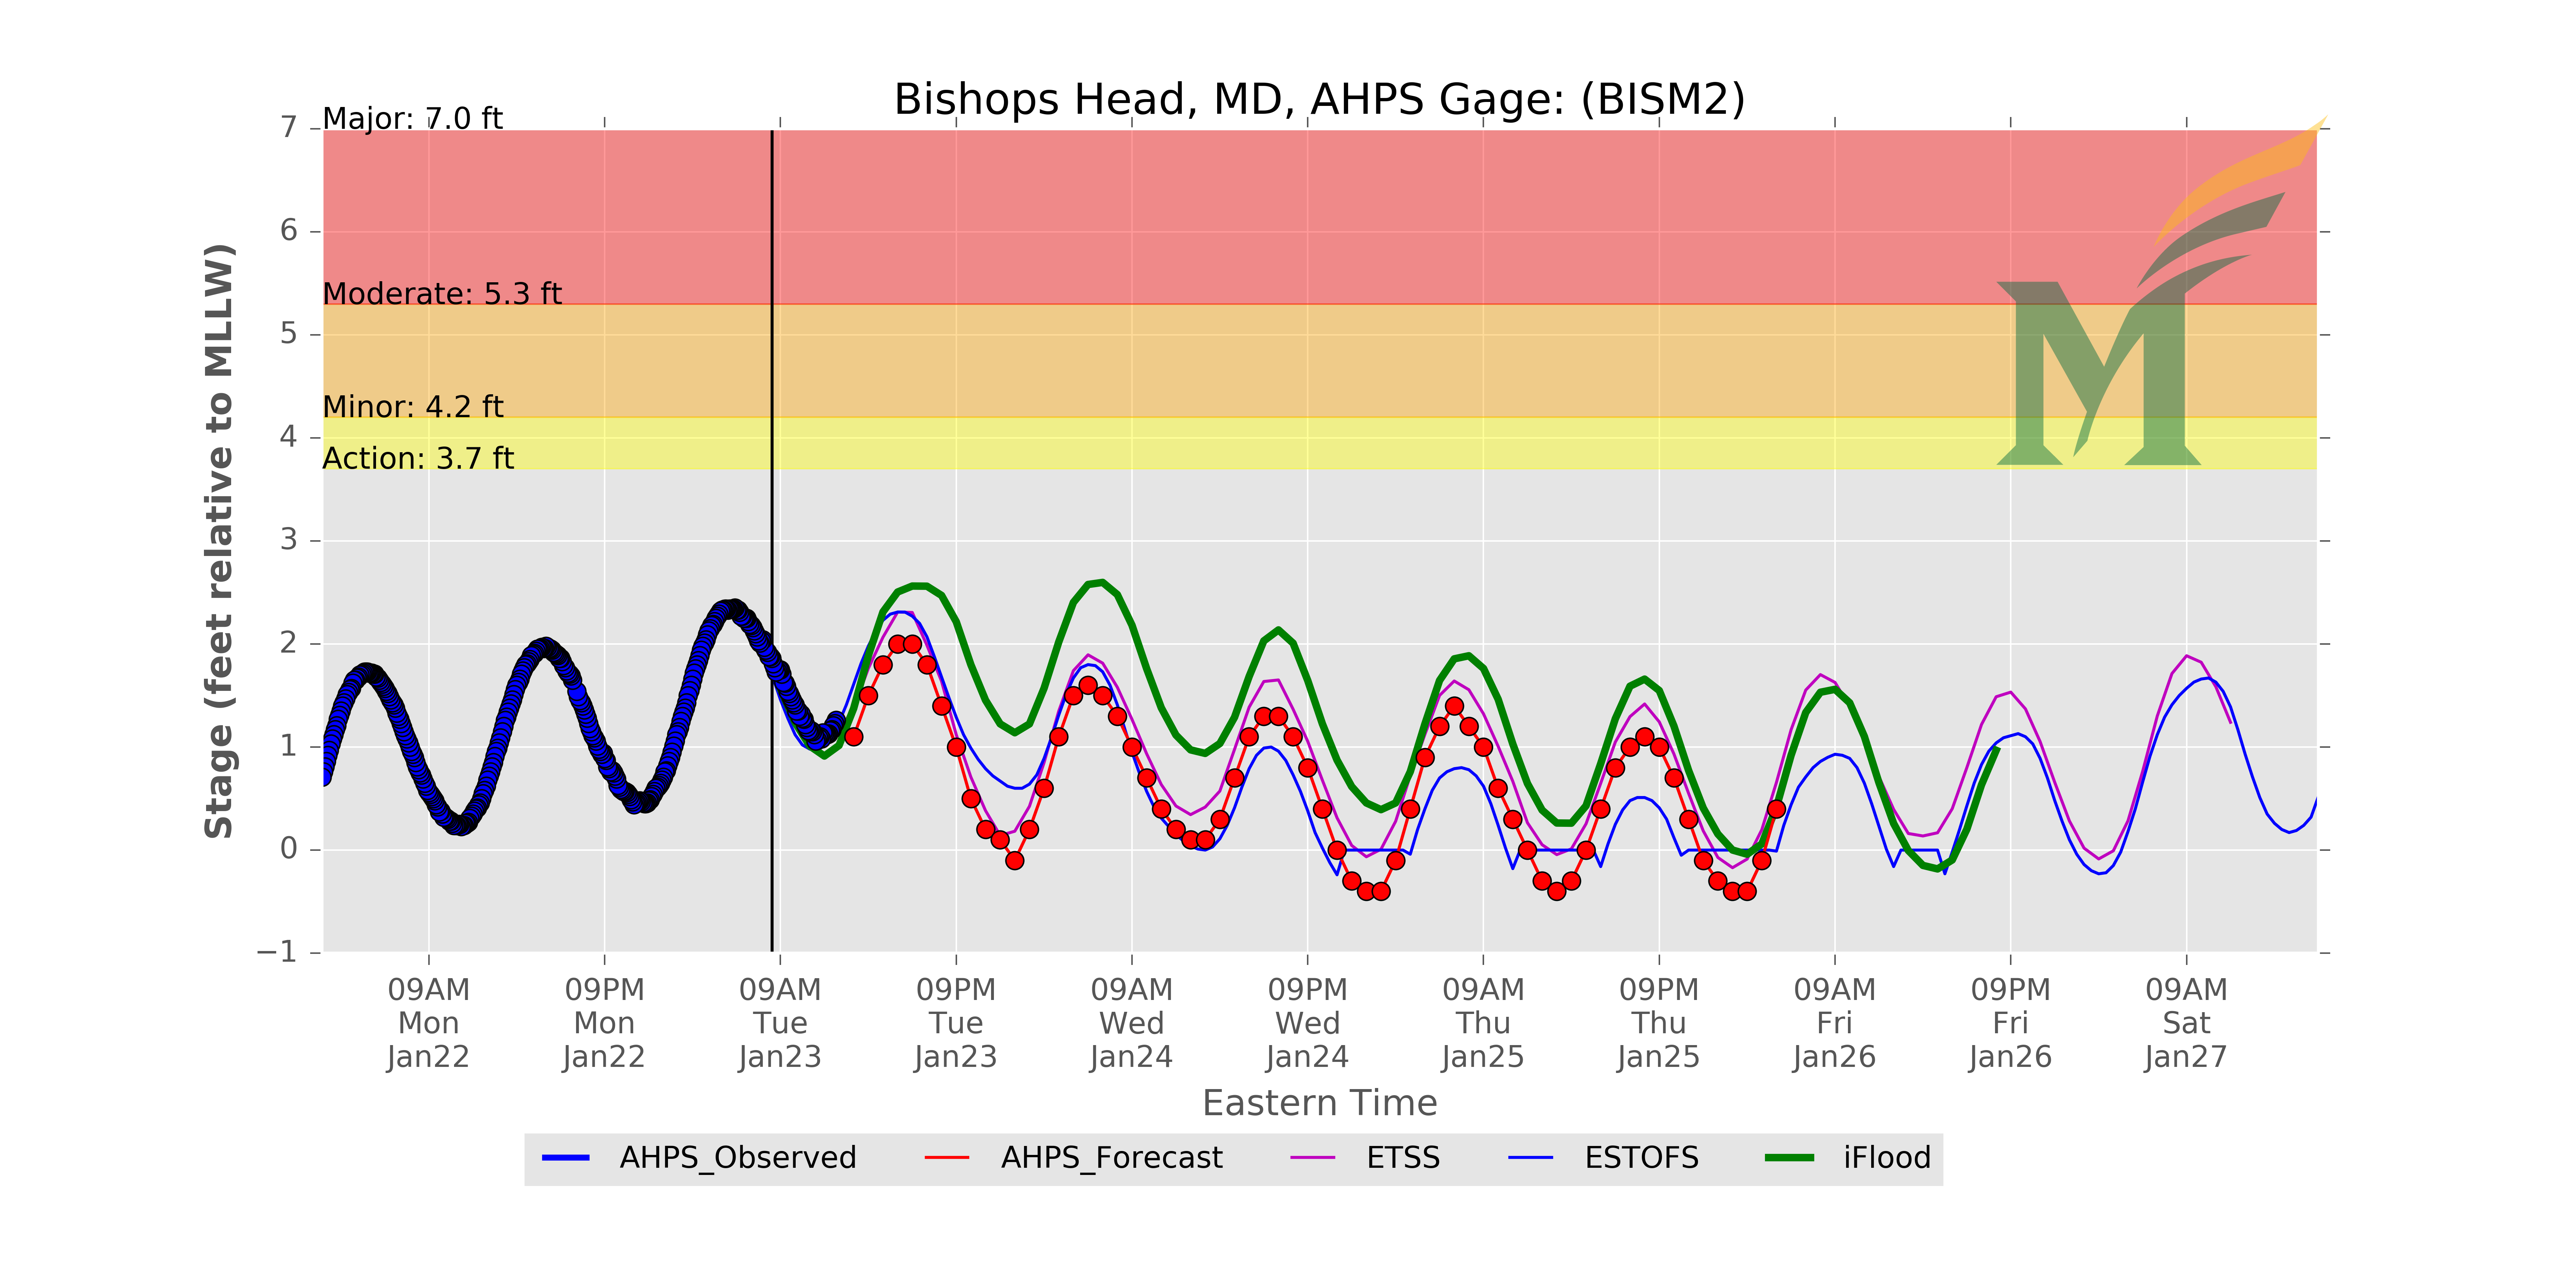 Bishops Head, MD, AHPS Gage: (BISM2)
Major: 7.0 ft
Moderate: 5.3 ft
Minor: 4.2 ft
Action: 3.7 ft
Stage (feet relative to MLLW)
7
6
5
4
3
2
1
0
−1
09AM Mon Jan22
09PM Mon Jan22
09AM Tue Jan23
09PM Tue Jan23
09AM Wed Jan24
09PM Wed Jan24
09AM Thu Jan25
09PM Thu Jan25
09AM Fri Jan26
09PM Fri Jan26
09AM Sat Jan27
Eastern Time
AHPS_Observed
AHPS_Forecast
ETSS
ESTOFS
iFlood
M